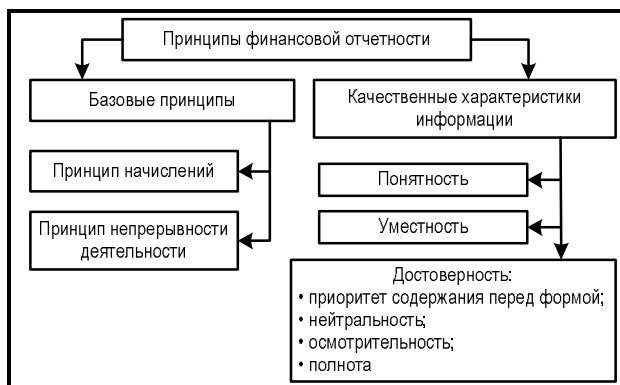 Принципы финансовой отчетности
Базовые принципы
Качественные характеристики
информации
Принцип начислений
Понятность
Принцип непрерывности
деятельности
Уместность
Достоверность:
• приоритет содержания перед формой;
• нейтральность;
• осмотрительность;
• полнота